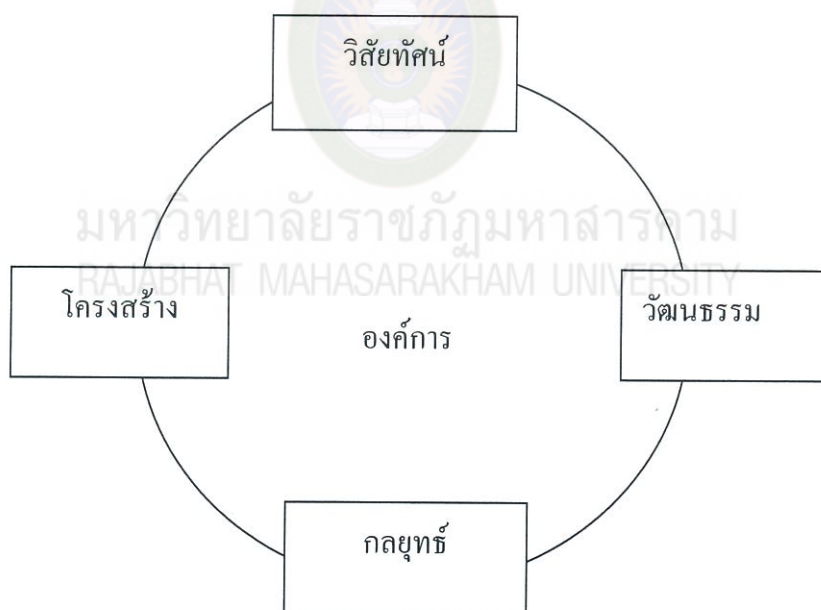 วิสัยทัศน์
มหาวิทยาลัยราชภัฏมหาสารคาม
RAJABHAT MAHASARAKHAM UNIVERSITY
โครงสร้าง
องค์การ
วัฒนธรรม
กลยุทธ์